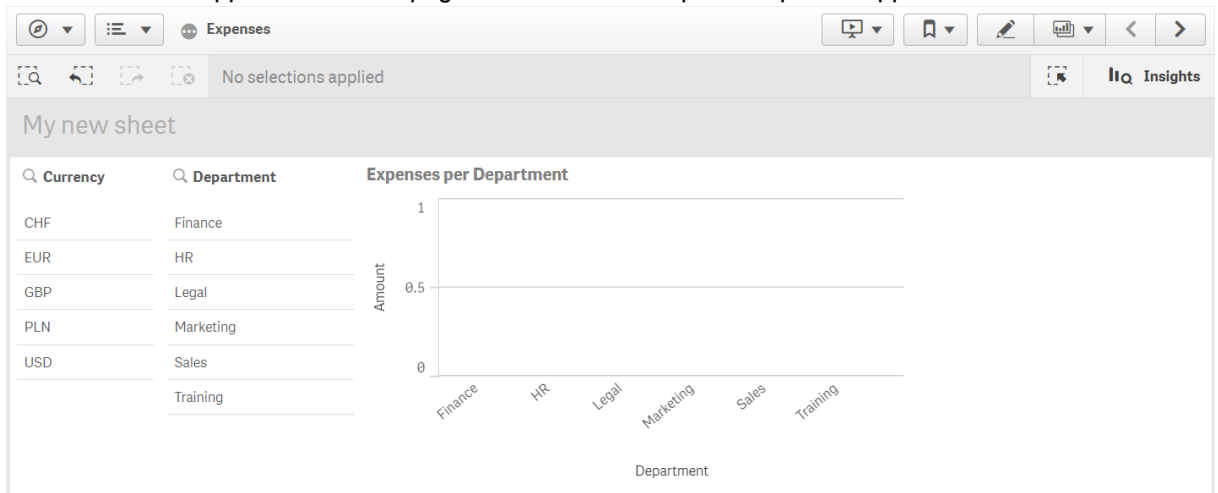 Expenses
No selections applied
Insights
My new sheet
Currency
CHF
EUR
GBP
PLN
USD
Department
Finance
HR
Legal
Marketing
Sales
Training
Expenses per Department
Amount
1
0.5
0
Finance
HR
Legal
Marketing
Sales
Training
Department